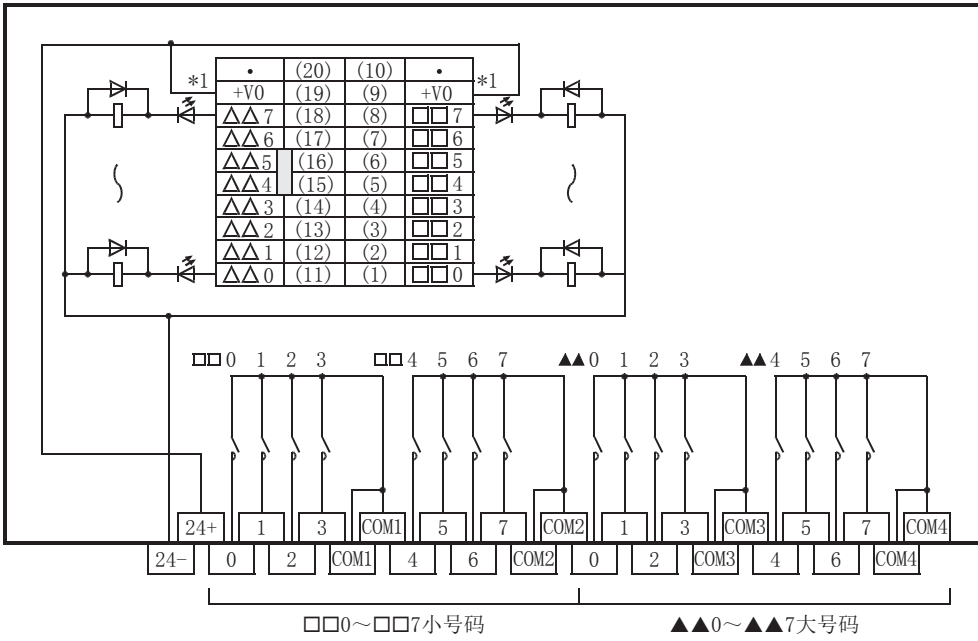 • (20) (10) •
*1 +V0 (19) (9) +V0 *1
△△7 (18) (8) □□7
△△6 (17) (7) □□6
△△5 (16) (6) □□5
△△4 (15) (5) □□4
△△3 (14) (4) □□3
△△2 (13) (3) □□2
△△1 (12) (2) □□1
△△0 (11) (1) □□0
□□0 1 2 3 □□4 5 6 7 ▲▲0 1 2 3 ▲▲4 5 6 7
24+ 1 3 COM1 5 7 COM2 1 3 COM3 5 7 COM4
24- 0 2 COM1 4 6 COM2 0 2 COM3 4 6 COM4
□□0～□□7小号码 ▲▲0～▲▲7大号码